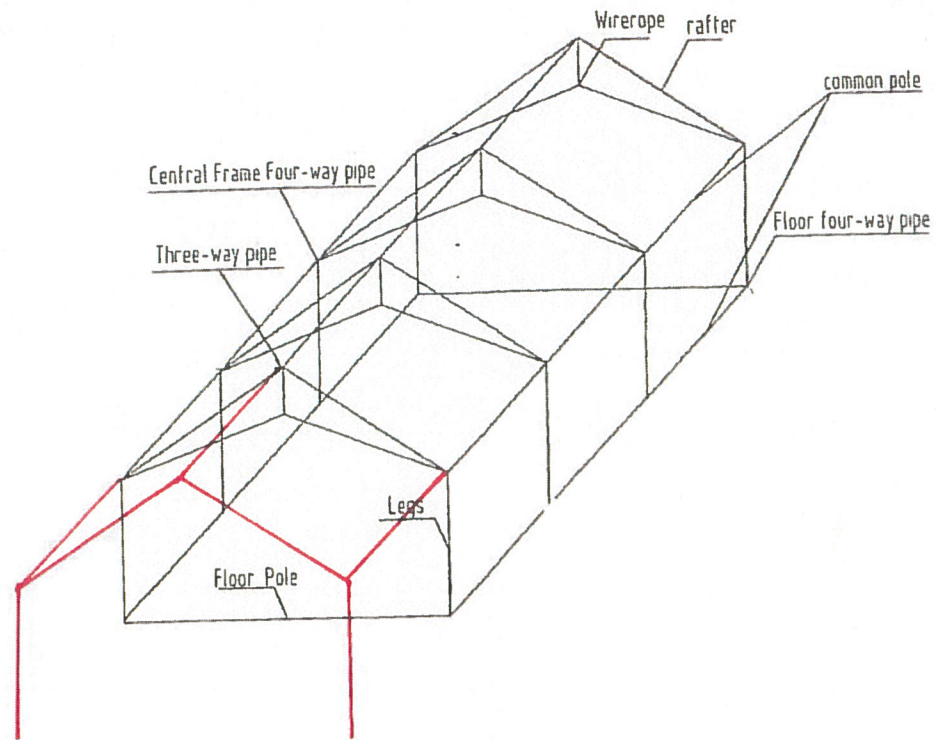 Wirerope
rafter
common pole
Central Frame Four-way pipe
Floor four-way pipe
Three-way pipe
Legs
Floor Pole